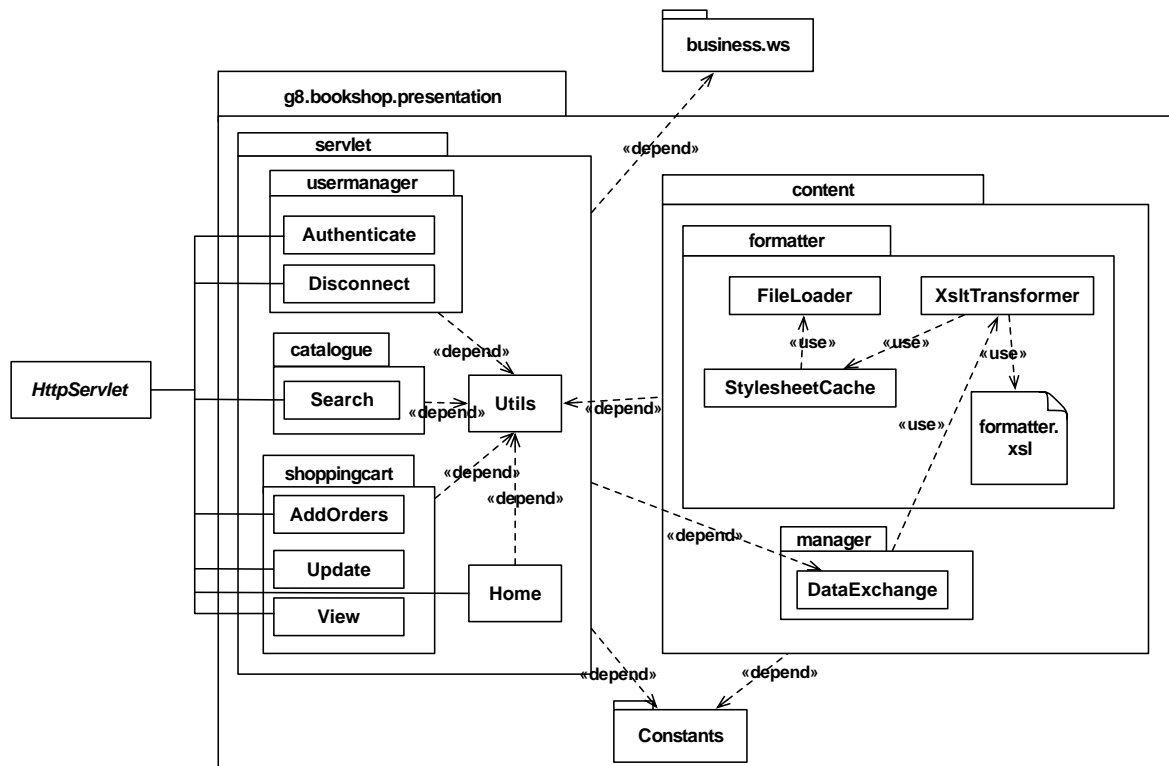 business.ws
g8.bookshop.presentation
servlet
«depend»
usermanager
content
Authenticate
formatter
Disconnect
FileLoader
XsltTransformer
«depend»
«use»
«use»
«use»
catalogue
HttpServlet
Search
«depend»
Utils
«depend»
StylesheetCache
«use»
formatter.
xsl
shoppingcart
«depend»
«depend»
AddOrders
«depend»
manager
Update
Home
DataExchange
View
«depend»
«depend»
Constants